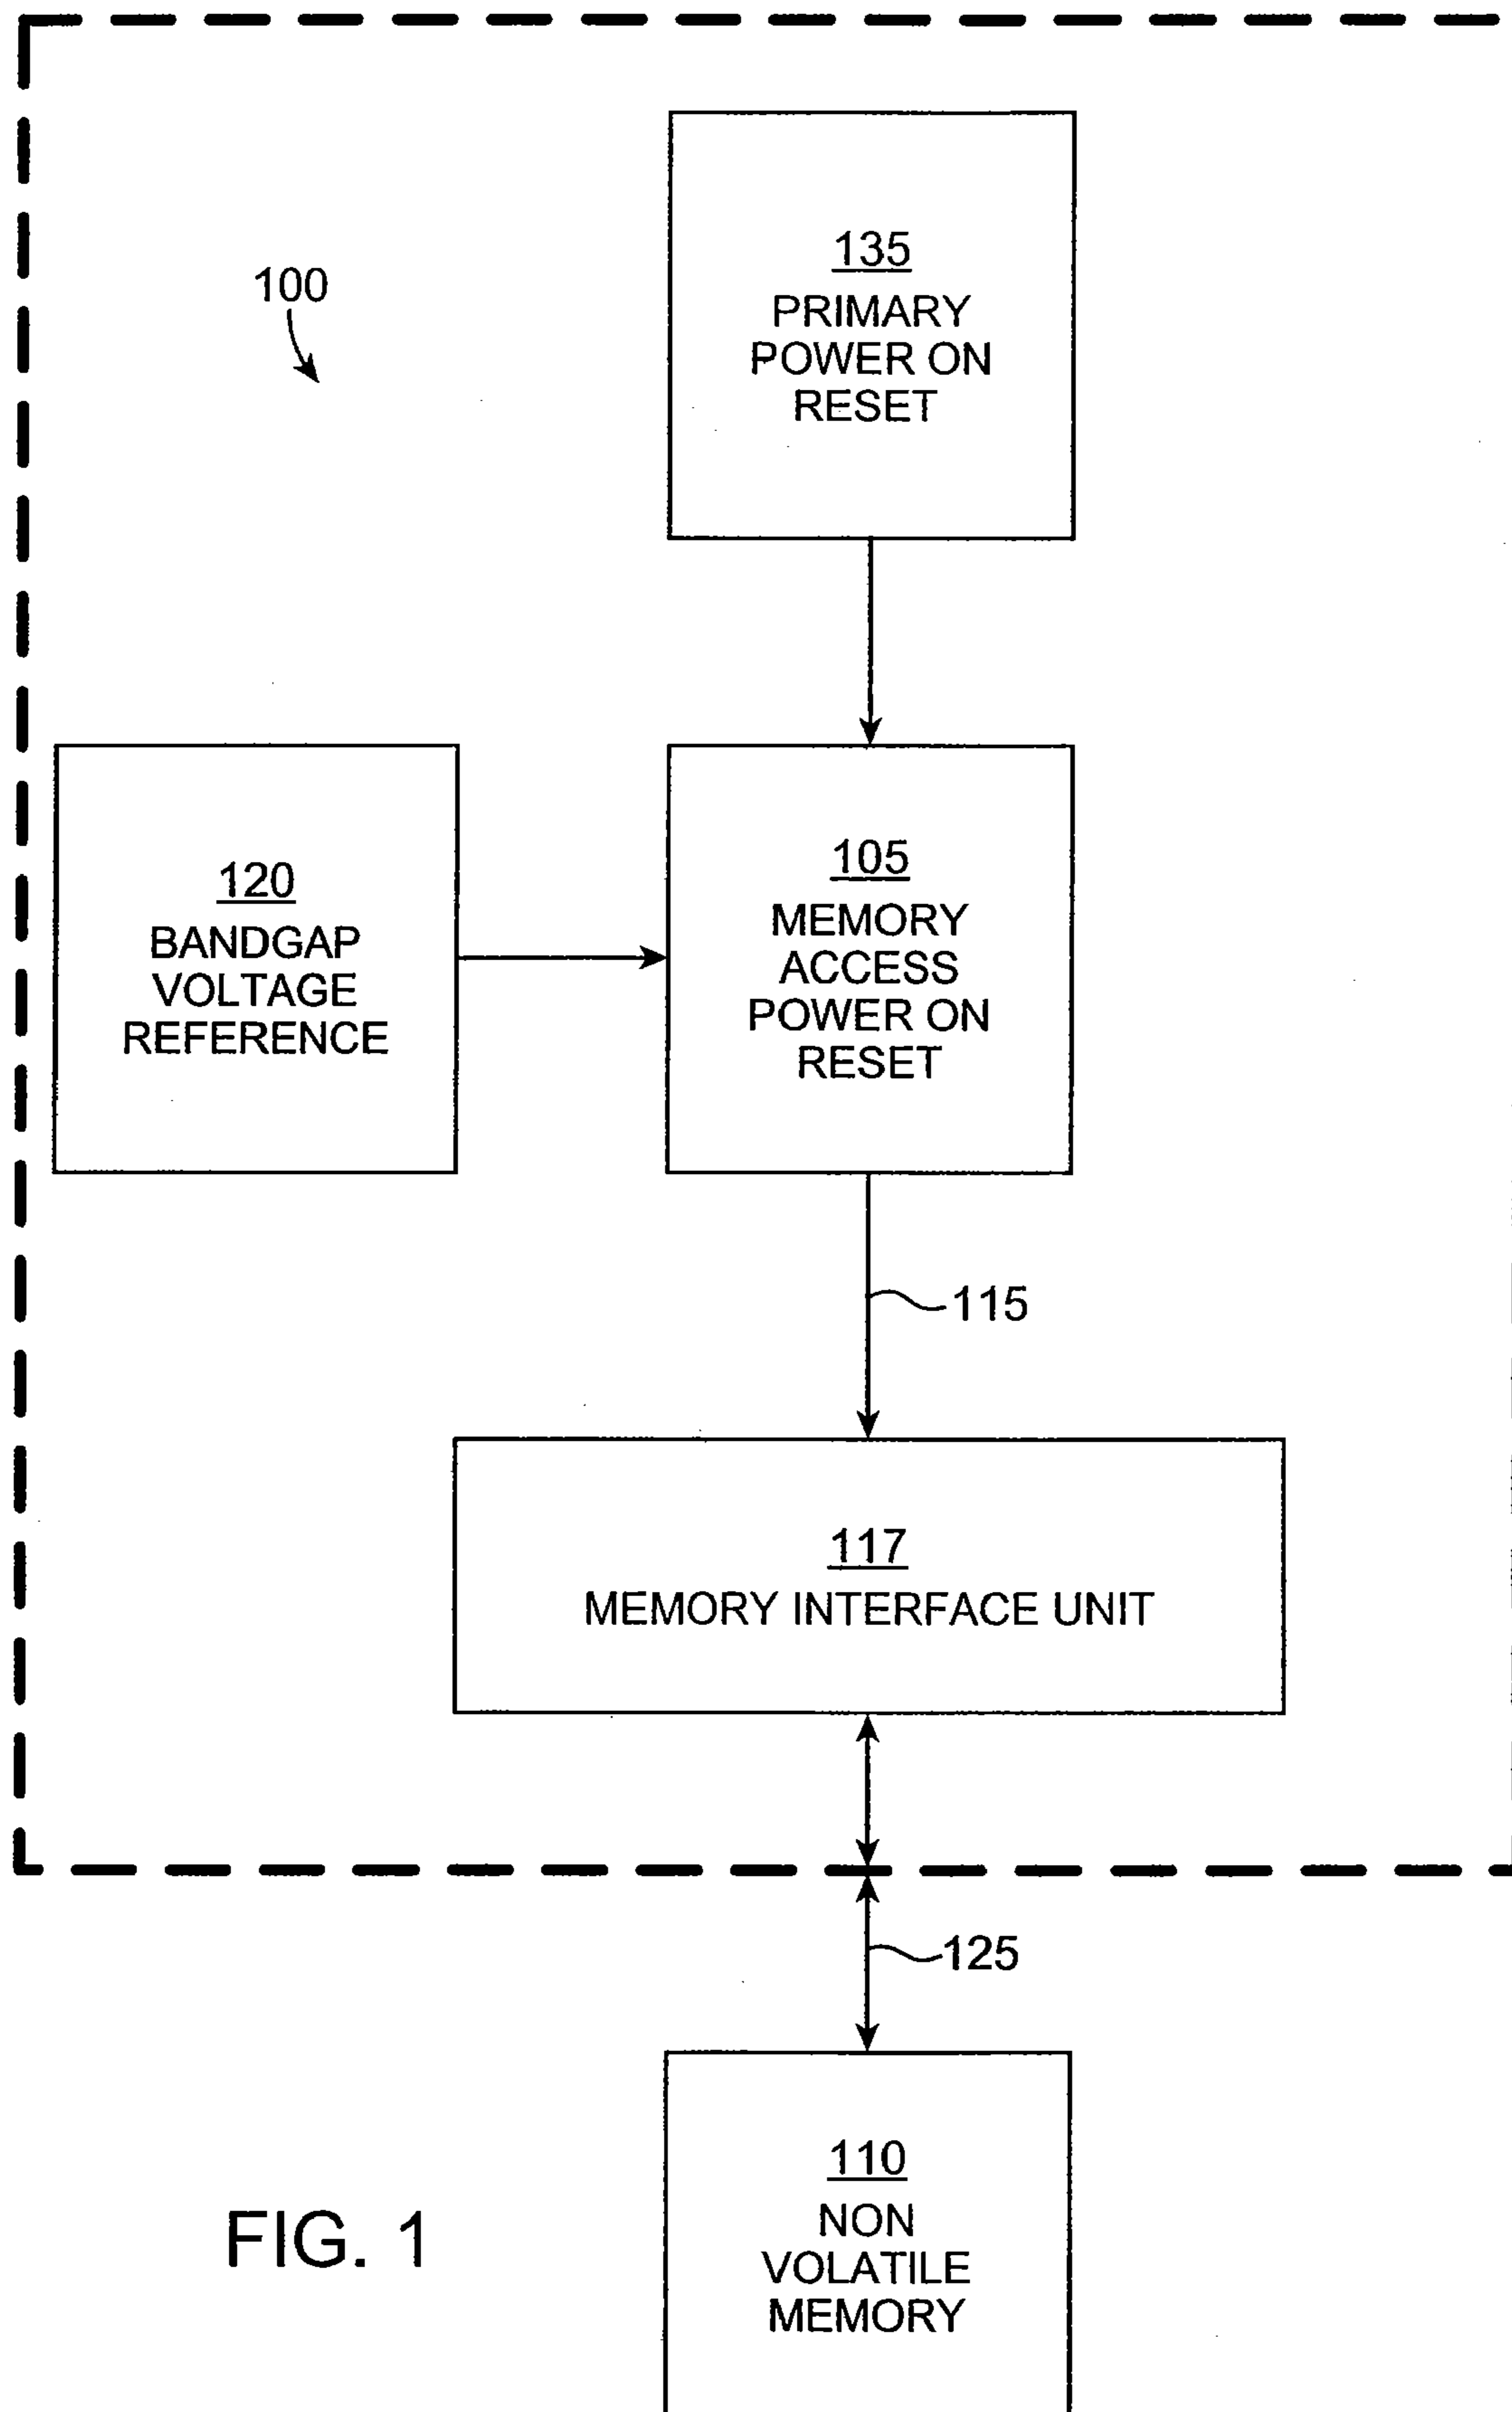 135
PRIMARY
POWER ON
RESET
100
120
BANDGAP
VOLTAGE
REFERENCE
105
MEMORY
ACCESS
POWER ON
RESET
115
117
MEMORY INTERFACE UNIT
125
110
NON
VOLATILE
MEMORY
FIG. 1